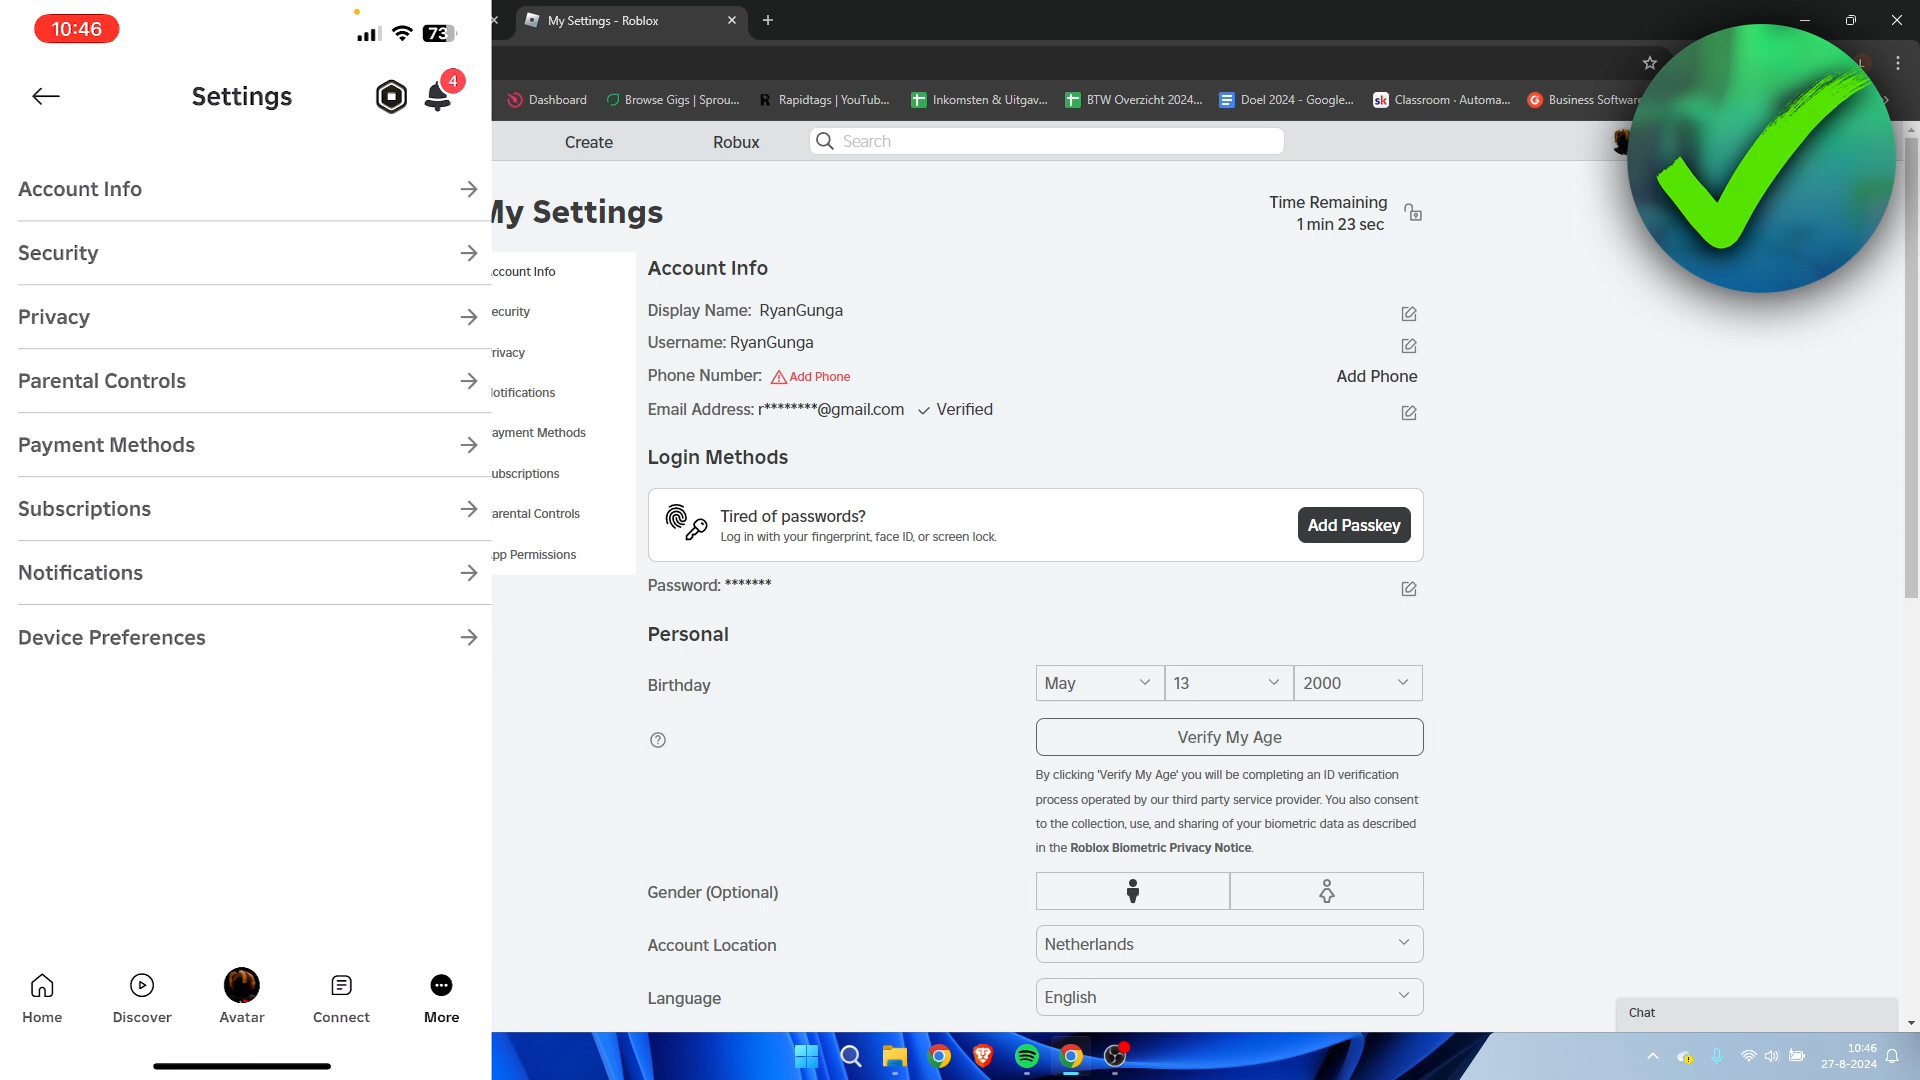 10:46
73
Settings
4
Account Info
Security
Privacy
Parental Controls
Payment Methods
Subscriptions
Notifications
Device Preferences
Home
Discover
Avatar
Connect
More
My Settings - Roblox
Dashboard
Browse Gigs | Sprou...
Rapidtags | YouTub...
Inkomsten & Uitgav...
BTW Overzicht 2024...
Doel 2024 - Google...
sk
Classroom · Automa...
Business Software
Create
Robux
Search
My Settings
Time Remaining
1 min 23 sec
ccount Info
ecurity
rivacy
otifications
ayment Methods
ubscriptions
arental Controls
pp Permissions
Account Info
Display Name: RyanGunga
Username: RyanGunga
Phone Number: Add Phone
Add Phone
Email Address: r********@gmail.com Verified
Login Methods
Tired of passwords?
Log in with your fingerprint, face ID, or screen lock.
Add Passkey
Password: *******
Personal
Birthday
May
13
2000
Verify My Age
By clicking 'Verify My Age' you will be completing an ID verification
process operated by our third party service provider. You also consent
to the collection, use, and sharing of your biometric data as described
in the Roblox Biometric Privacy Notice.
Gender (Optional)
Account Location
Netherlands
Language
English
Chat
10:46
27-8-2024